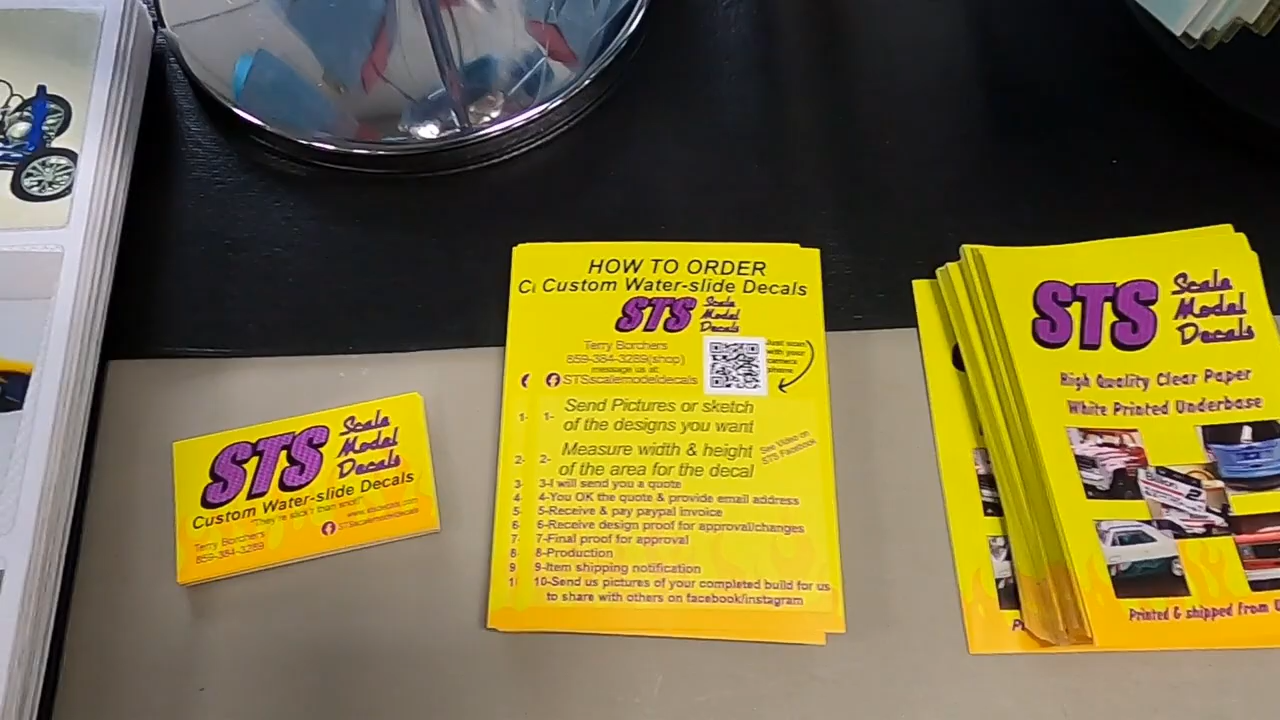 STS
Scale
Model
Decals
Custom Water-slide Decals
"They're slick'r than snot!"
Terry Borchers
859-384-3289
STSscalemodeldecals
HOW TO ORDER
Custom Water-slide Decals
STS
Scale
Model
Decals
Terry Borchers
859-384-3289(shop)
message us at:
STSscalemodeldecals
Just scan
with your
camera
phone
1- Send Pictures or sketch
of the designs you want
2- Measure width & height
of the area for the decal
See Video on
STS Facebook
3-I will send you a quote
4-You OK the quote & provide email address
5-Receive & pay paypal invoice
6-Receive design proof for approval/changes
7-Final proof for approval
8-Production
9-Item shipping notification
10-Send us pictures of your completed build for us
to share with others on facebook/instagram
STS
Scale
Model
Decals
High Quality Clear Paper
White Printed Underbase
Printed & shipped from